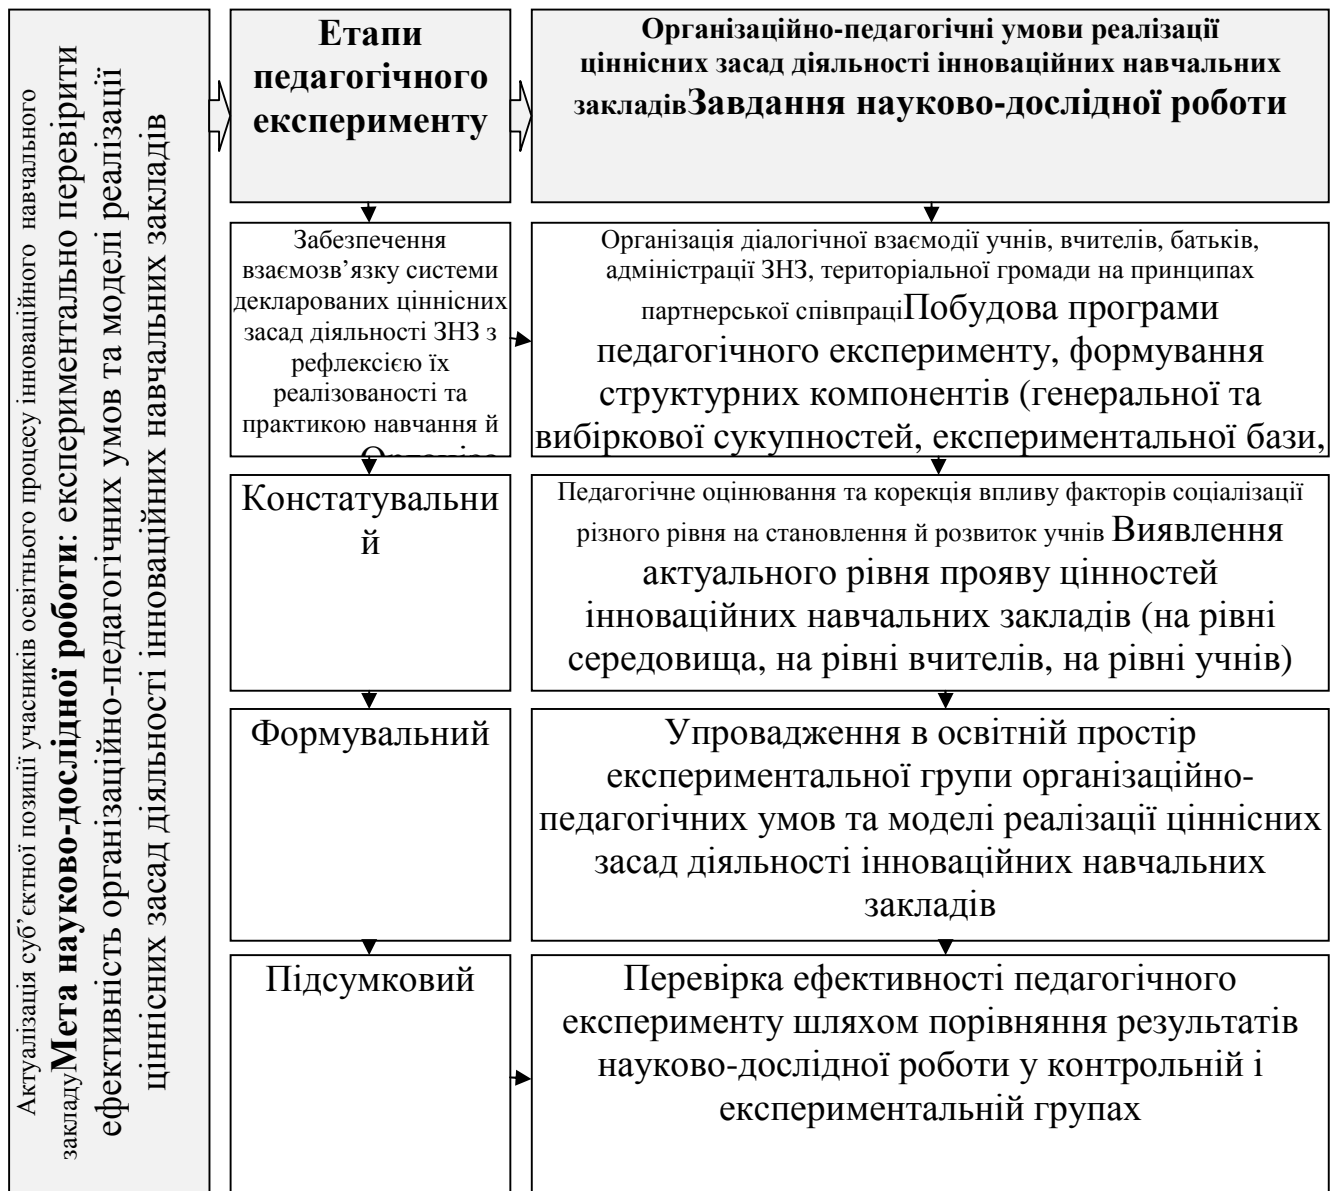 Актуалізація суб’єктної позиції учасників освітнього процесу інноваційного навчального
закладуМета науково-дослідної роботи: експериментально перевірити
ефективність організаційно-педагогічних умов та моделі реалізації
ціннісних засад діяльності інноваційних навчальних закладів
Етапи
педагогічного
експерименту
Організаційно-педагогічні умови реалізації
ціннісних засад діяльності інноваційних навчальних
закладівЗавдання науково-дослідної роботи
Забезпечення
взаємозв’язку системи
декларованих ціннісних
засад діяльності ЗНЗ з
рефлексією їх
реалізованості та
практикою навчання й
Організація діалогічної взаємодії учнів, вчителів, батьків,
адміністрації ЗНЗ, територіальної громади на принципах
партнерської співпраціПобудова програми
педагогічного експерименту, формування
структурних компонентів (генеральної та
вибіркової сукупностей, експериментальної бази,
Констатувальни
й
Педагогічне оцінювання та корекція впливу факторів соціалізації
різного рівня на становлення й розвиток учнів Виявлення
актуального рівня прояву цінностей
інноваційних навчальних закладів (на рівні
середовища, на рівні вчителів, на рівні учнів)
Формувальний
Упровадження в освітній простір
експериментальної групи організаційно-
педагогічних умов та моделі реалізації ціннісних
засад діяльності інноваційних навчальних
закладів
Підсумковий
Перевірка ефективності педагогічного
експерименту шляхом порівняння результатів
науково-дослідної роботи у контрольній і
експериментальній групах